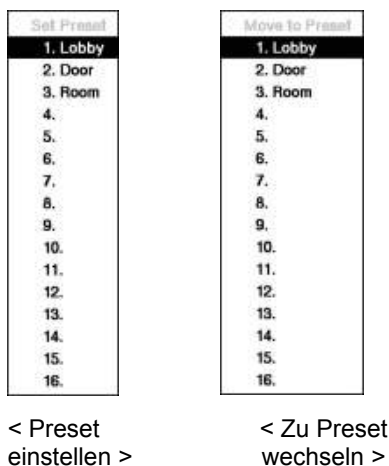 Set Preset
1. Lobby
2. Door
3. Room
4.
5.
6.
7.
8.
9.
10.
11.
12.
13.
14.
15.
16.
Move to Preset
1. Lobby
2. Door
3. Room
4.
5.
6.
7.
8.
9.
10.
11.
12.
13.
14.
15.
16.
< Preset
einstellen >
< Zu Preset
wechseln >